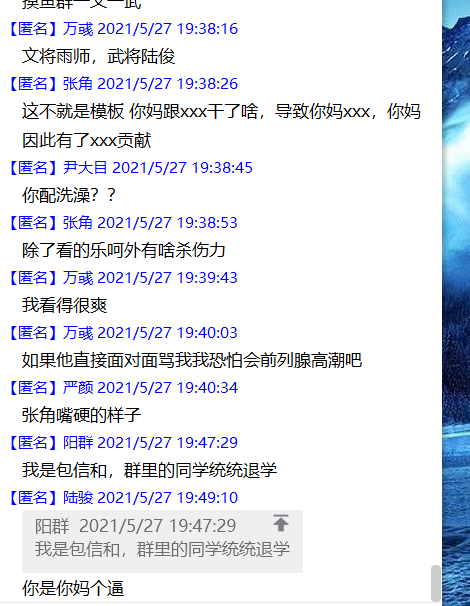 摸鱼群一文一武
【匿名】万彧 2021/5/27 19:38:16
文将雨师，武将陆俊
【匿名】张角 2021/5/27 19:38:26
这不就是模板 你妈跟xxx干了啥，导致你妈xxx，你妈
因此有了xxx贡献
【匿名】尹大目 2021/5/27 19:38:45
你配洗澡？？
【匿名】张角 2021/5/27 19:38:53
除了看的乐呵外有啥杀伤力
【匿名】万彧 2021/5/27 19:39:43
我看得很爽
【匿名】万彧 2021/5/27 19:40:03
如果他直接面对面骂我我恐怕会前列腺高潮吧
【匿名】严颜 2021/5/27 19:40:34
张角嘴硬的样子
【匿名】阳群 2021/5/27 19:47:29
我是包信和，群里的同学统统退学
【匿名】陆骏 2021/5/27 19:49:10
阳群 2021/5/27 19:47:29
我是包信和，群里的同学统统退学
你是你妈个逼